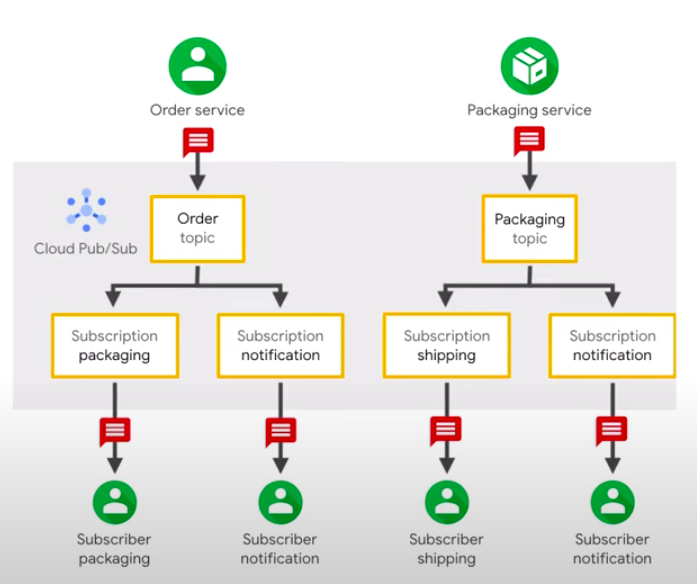 Order service
Packaging service
Cloud Pub/Sub
Order
topic
Packaging
topic
Subscription
packaging
Subscription
notification
Subscription
shipping
Subscription
notification
Subscriber
packaging
Subscriber
notification
Subscriber
shipping
Subscriber
notification